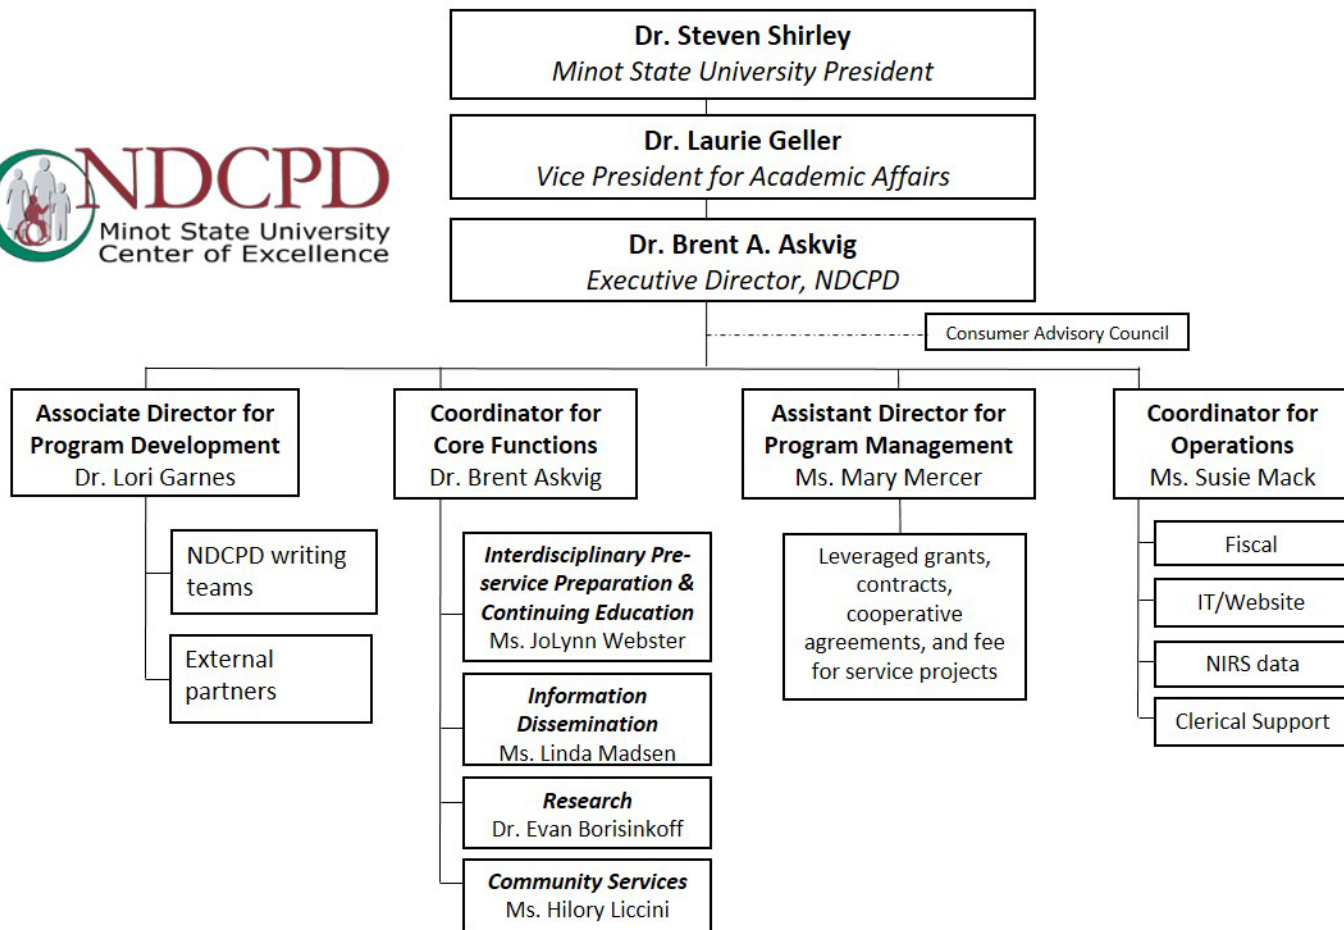 Dr. Steven Shirley
Minot State University President
Dr. Laurie Geller
Vice President for Academic Affairs
NDCPD
Minot State University
Center of Excellence
Dr. Brent A. Askvig
Executive Director, NDCPD
Consumer Advisory Council
Associate Director for
Program Development
Dr. Lori Garnes
NDCPD writing
teams
External
partners
Coordinator for
Core Functions
Dr. Brent Askvig
Interdisciplinary Pre-
service Preparation &
Continuing Education
Ms. JoLynn Webster
Information
Dissemination
Ms. Linda Madsen
Research
Dr. Evan Borisinkoff
Community Services
Ms. Hilory Liccini
Assistant Director for
Program Management
Ms. Mary Mercer
Leveraged grants,
contracts,
cooperative
agreements, and fee
for service projects
Coordinator for
Operations
Ms. Susie Mack
Fiscal
IT/Website
NIRS data
Clerical Support